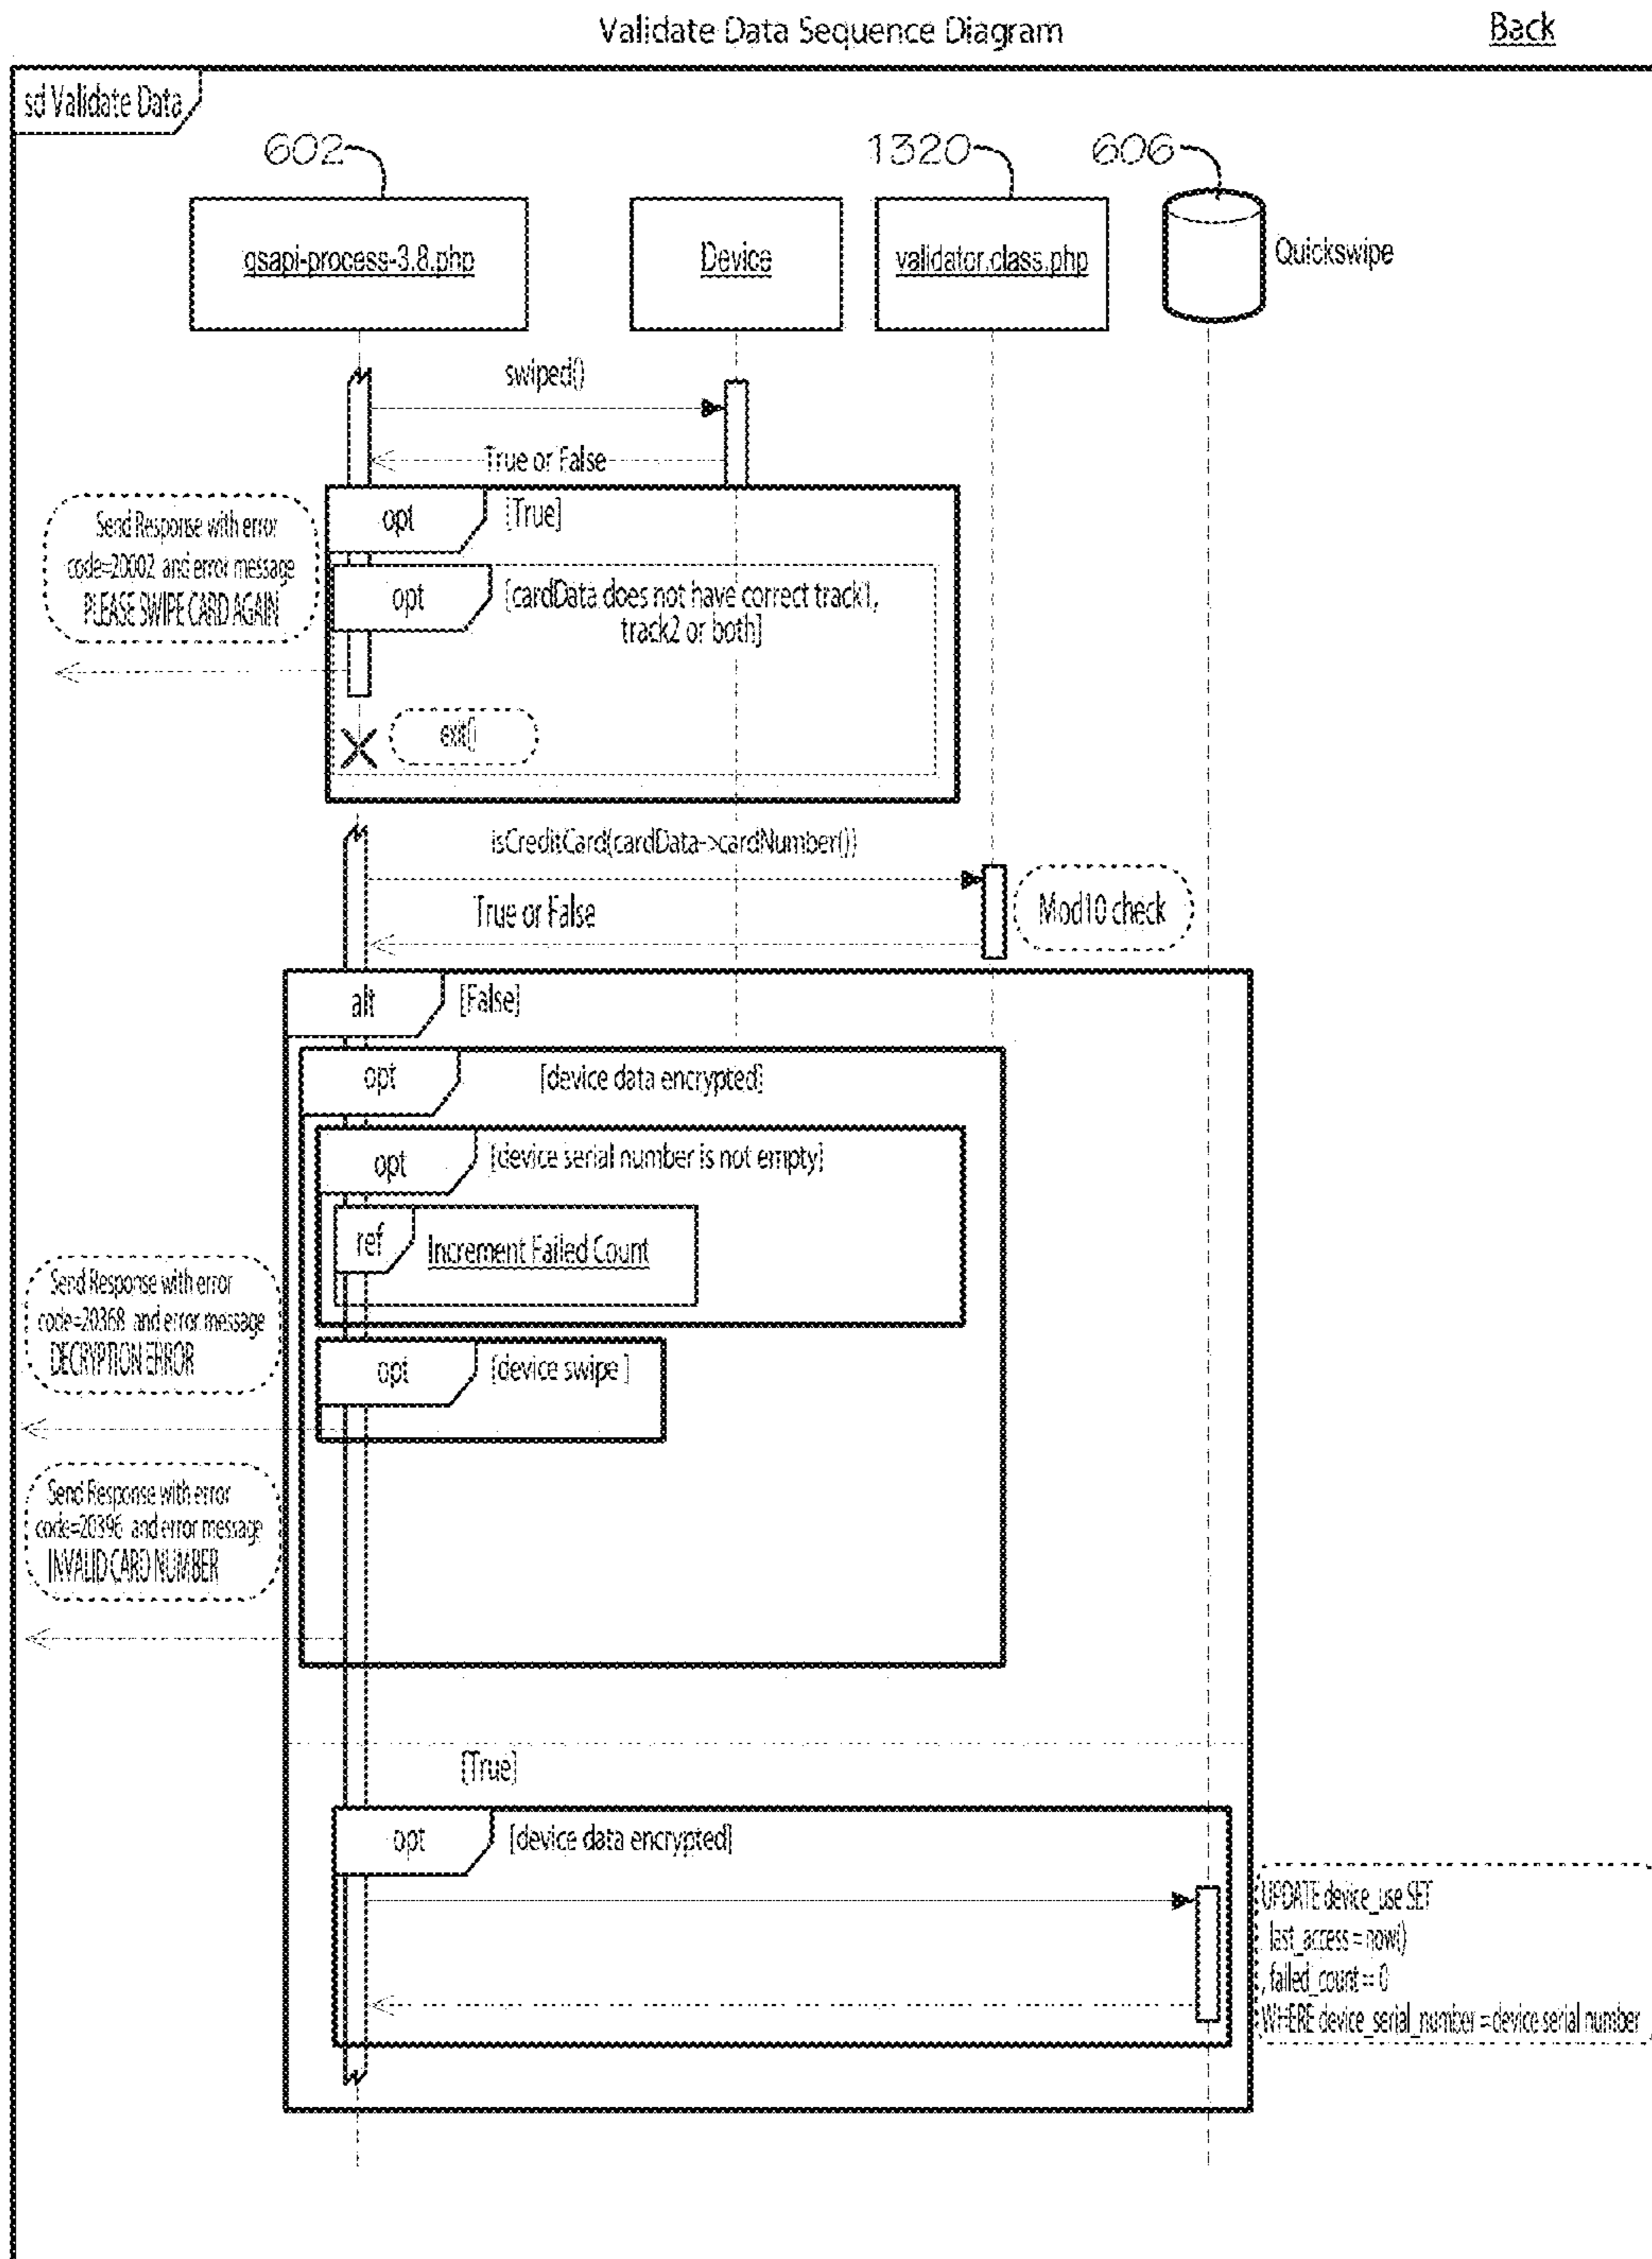 Validate Data Sequence Diagram
Back
sd Validate Data
602
1320
606
qsapi-process-3.8.php
Device
validator.class.php
Quickswipe
swiped()
True or False
opt
[True]
Send Response with error
code=20002 and error message
PLEASE SWIPE CARD AGAIN
opt
[cardData does not have correct track1,
track2 or both]
exit()
isCreditCard(cardData->cardNumber())
True or False
Mod10 check
alt
[False]
opt
[device data encrypted]
opt
[device serial number is not empty]
ref
Increment Failed Count
Send Response with error
code=20368 and error message
DECRYPTION ERROR
opt
[device swipe ]
Send Response with error
code=20396 and error message
INVALID CARD NUMBER
[True]
opt
[device data encrypted]
UPDATE device_use SET
last_access = now()
, failed_count = 0
WHERE device_serial_number = device serial number